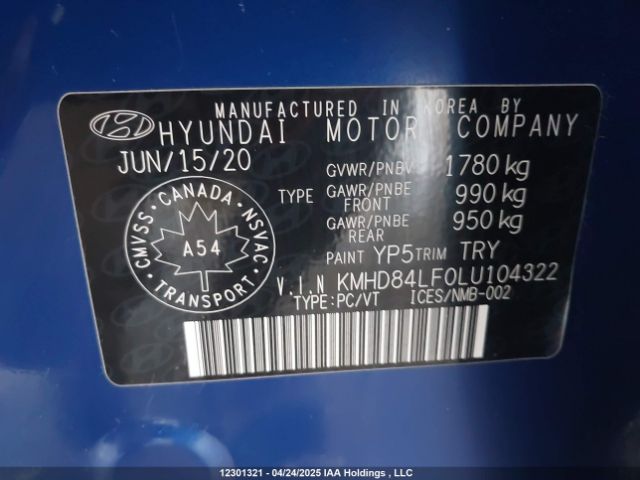 MANUFACTURED IN KOREA BY
HYUNDAI MOTOR COMPANY
JUN/15/20
GVWR/PNBV 1780 kg
TYPE GAWR/PNBE FRONT 990 kg
GAWR/PNBE REAR 950 kg
PAINT YP5 TRIM TRY
CMVSS · CANADA · NSVAC
A54
TRANSPORT
V.I.N KMHD84LF0LU104322
TYPE:PC/VT ICES/NMB-002
12301321 - 04/24/2025 IAA Holdings , LLC